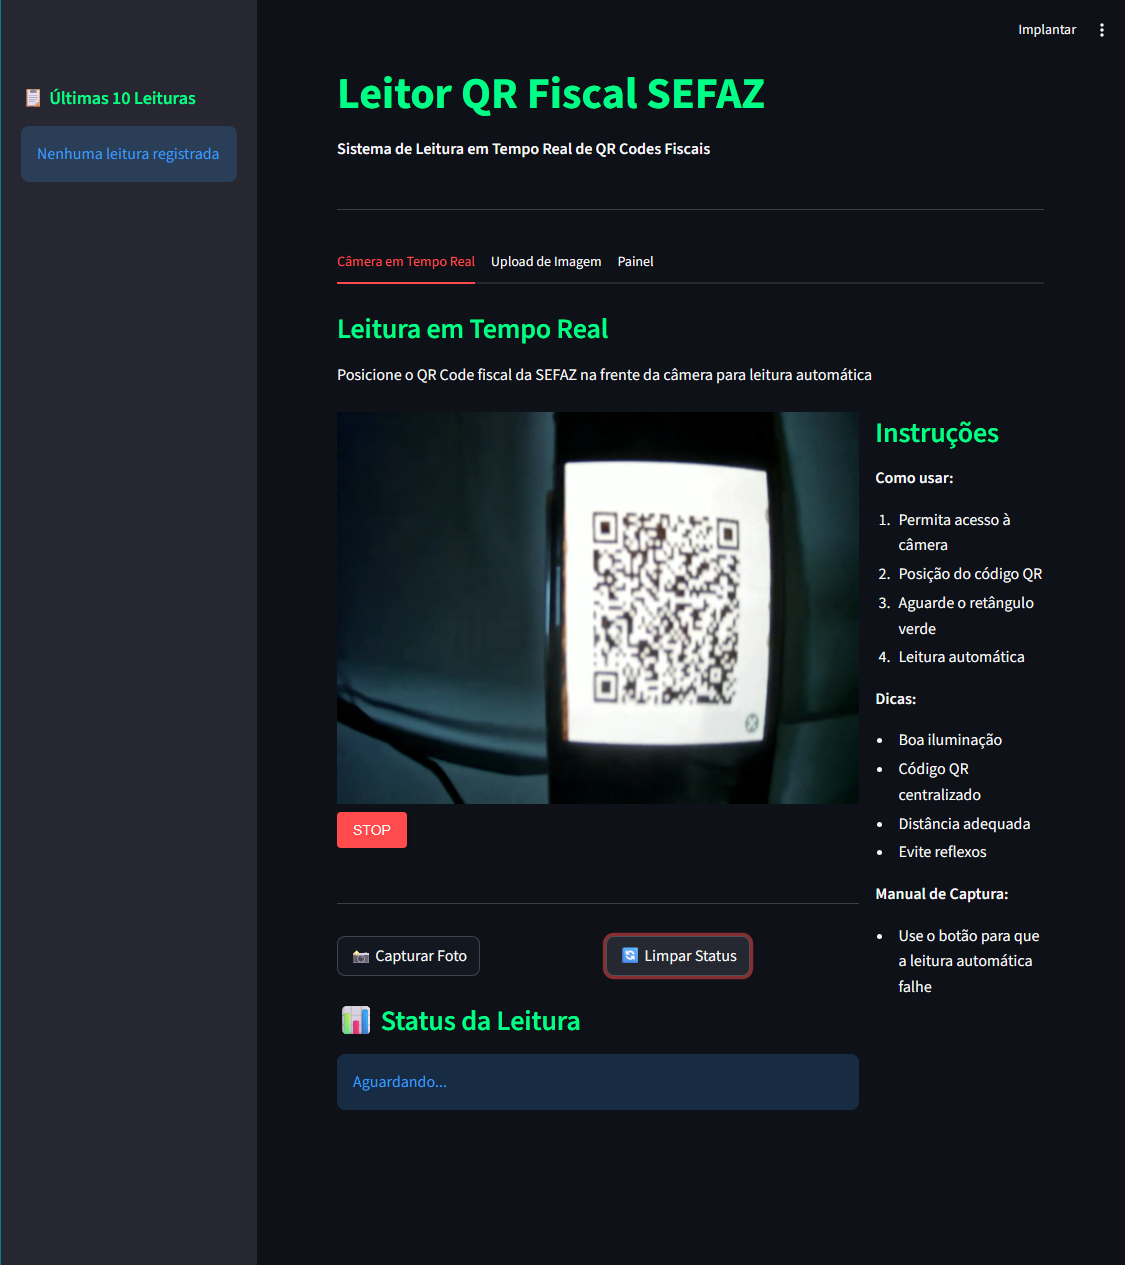 Implantar
📋 Últimas 10 Leituras
Nenhuma leitura registrada
Leitor QR Fiscal SEFAZ
Sistema de Leitura em Tempo Real de QR Codes Fiscais
Câmera em Tempo Real Upload de Imagem Painel
Leitura em Tempo Real
Posicione o QR Code fiscal da SEFAZ na frente da câmera para leitura automática
STOP
📸 Capturar Foto 🔄 Limpar Status
📊 Status da Leitura
Aguardando...
Instruções
Como usar:
1. Permita acesso à
câmera
2. Posição do código QR
3. Aguarde o retângulo
verde
4. Leitura automática
Dicas:
• Boa iluminação
• Código QR
centralizado
• Distância adequada
• Evite reflexos
Manual de Captura:
• Use o botão para que
a leitura automática
falhe